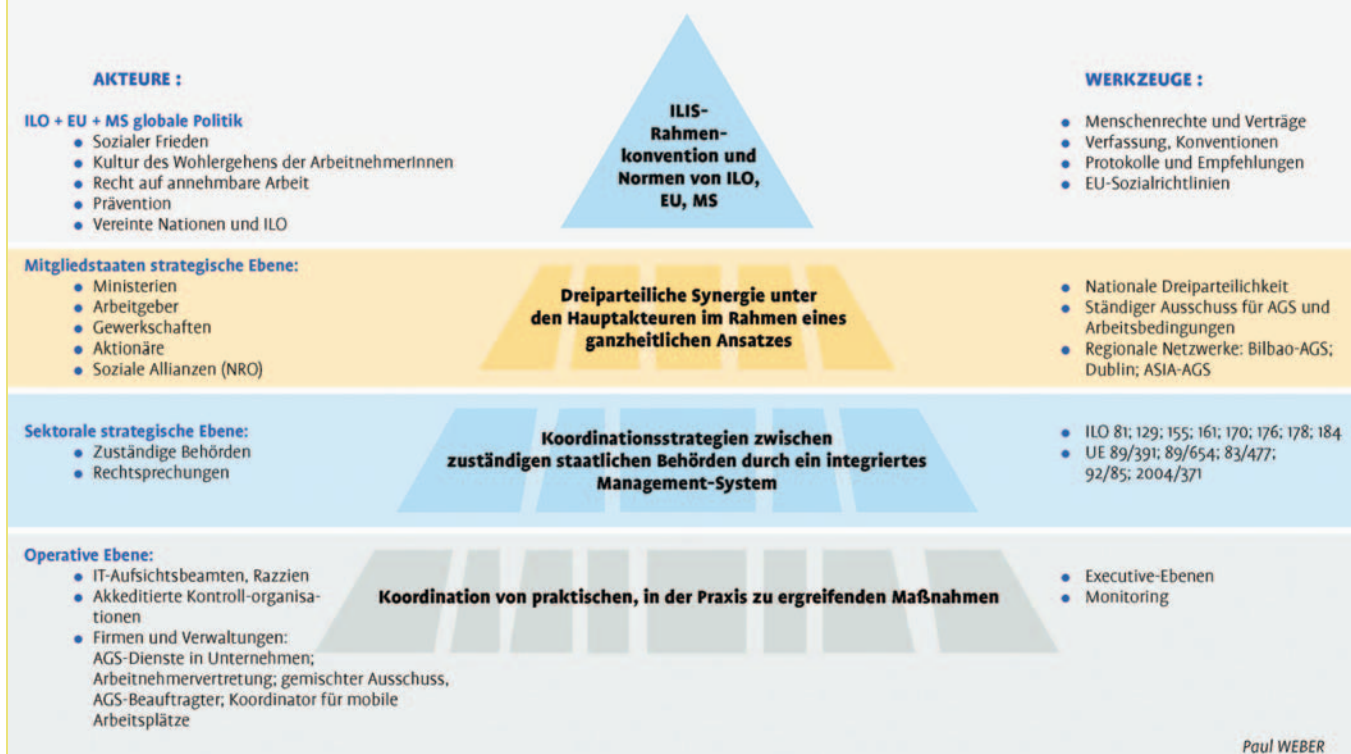 AKTEURE :
ILO + EU + MS globale Politik
• Sozialer Frieden
• Kultur des Wohlergehens der ArbeitnehmerInnen
• Recht auf annehmbare Arbeit
• Prävention
• Vereinte Nationen und ILO
ILIS-
Rahmen-
konvention und
Normen von ILO,
EU, MS
WERKZEUGE :
• Menschenrechte und Verträge
• Verfassung, Konventionen
• Protokolle und Empfehlungen
• EU-Sozialrichtlinien
Mitgliedstaaten strategische Ebene:
• Ministerien
• Arbeitgeber
• Gewerkschaften
• Aktionäre
• Soziale Allianzen (NRO)
Dreiparteiliche Synergie unter
den Hauptakteuren im Rahmen eines
ganzheitlichen Ansatzes
• Nationale Dreiparteilichkeit
• Ständiger Ausschuss für AGS und
Arbeitsbedingungen
• Regionale Netzwerke: Bilbao-AGS;
Dublin; ASIA-AGS
Sektorale strategische Ebene:
• Zuständige Behörden
• Rechtsprechungen
Koordinationsstrategien zwischen
zuständigen staatlichen Behörden durch ein integriertes
Management-System
• ILO 81; 129; 155; 161; 170; 176; 178; 184
• UE 89/391; 89/654; 83/477;
92/85; 2004/371
Operative Ebene:
• IT-Aufsichtsbeamten, Razzien
• Akkeditierte Kontroll-organisa-
tionen
• Firmen und Verwaltungen:
AGS-Dienste in Unternehmen;
Arbeitnehmervertretung; gemischter Ausschuss,
AGS-Beauftragter; Koordinator für mobile
Arbeitsplätze
Koordination von praktischen, in der Praxis zu ergreifenden Maßnahmen
• Executive-Ebenen
• Monitoring
Paul WEBER